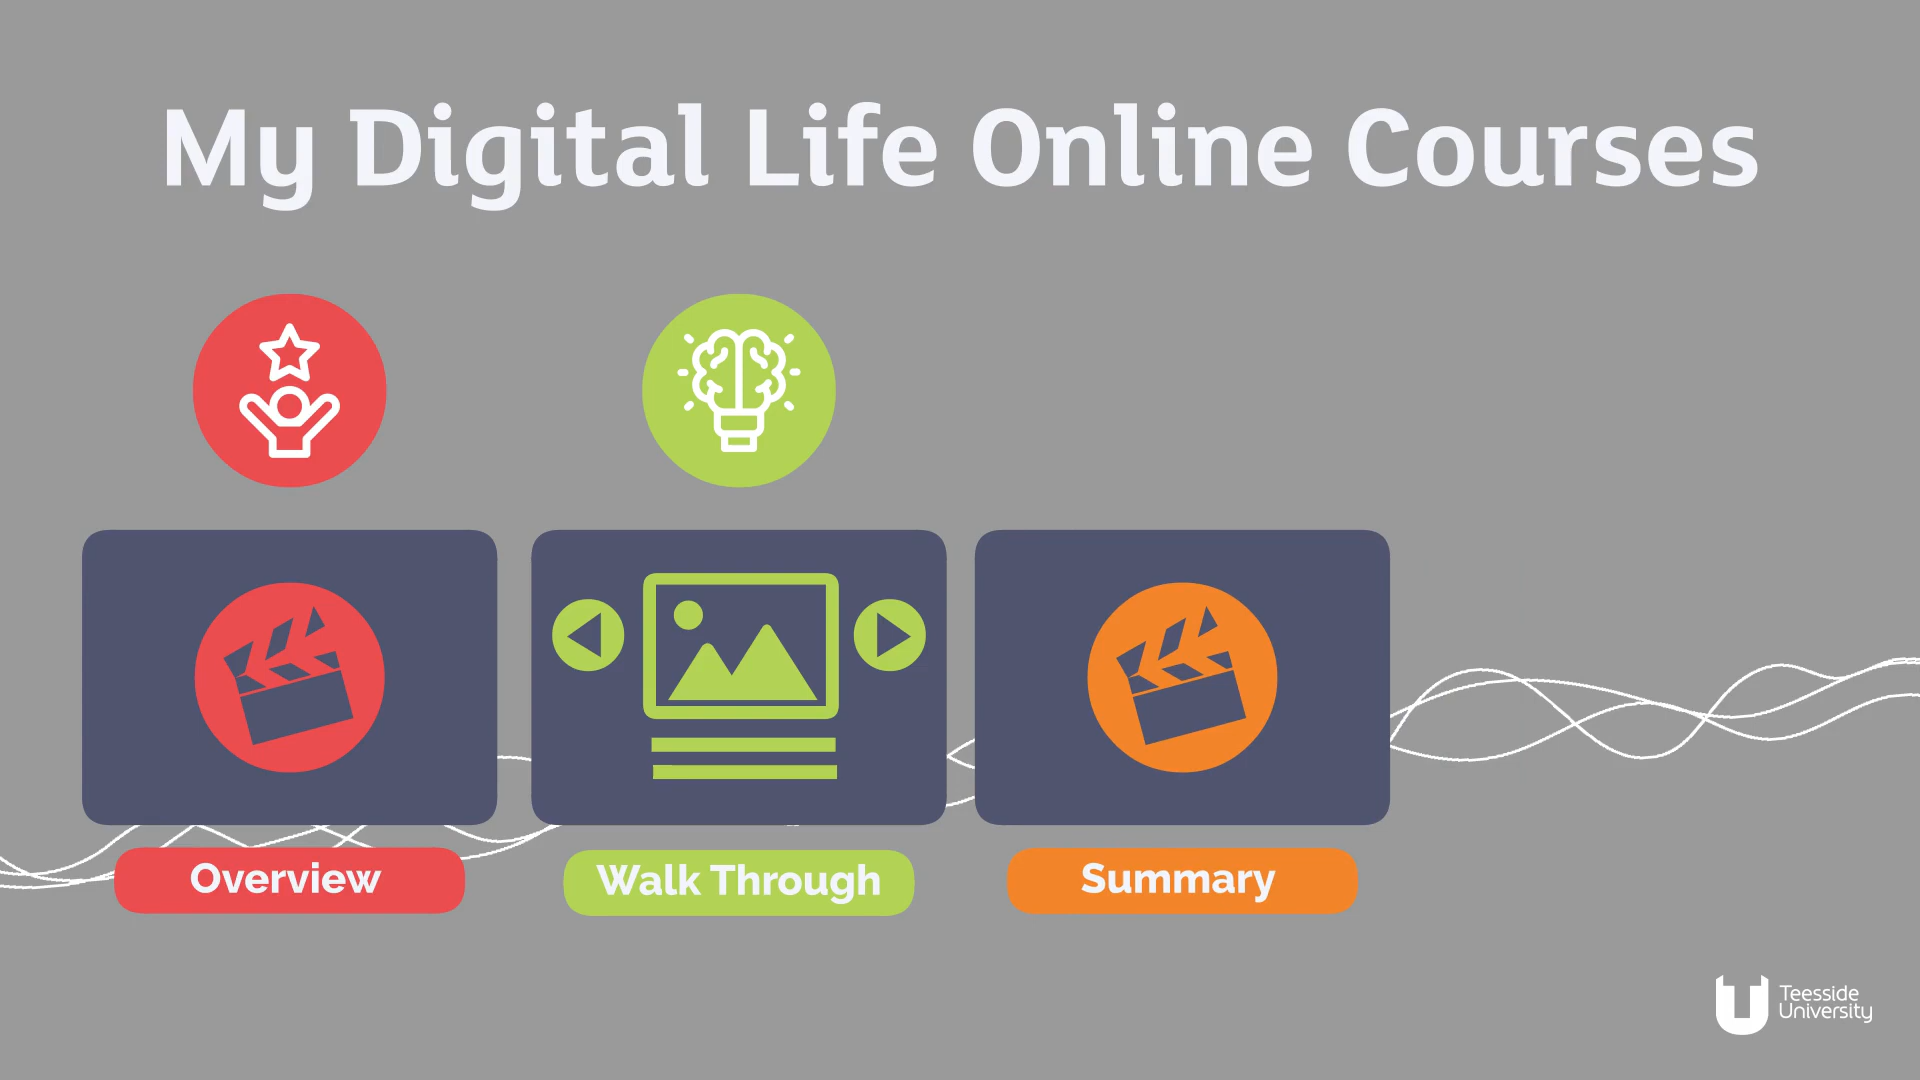 My Digital Life Online Courses
Overview
Walk Through
Summary
Teesside
University